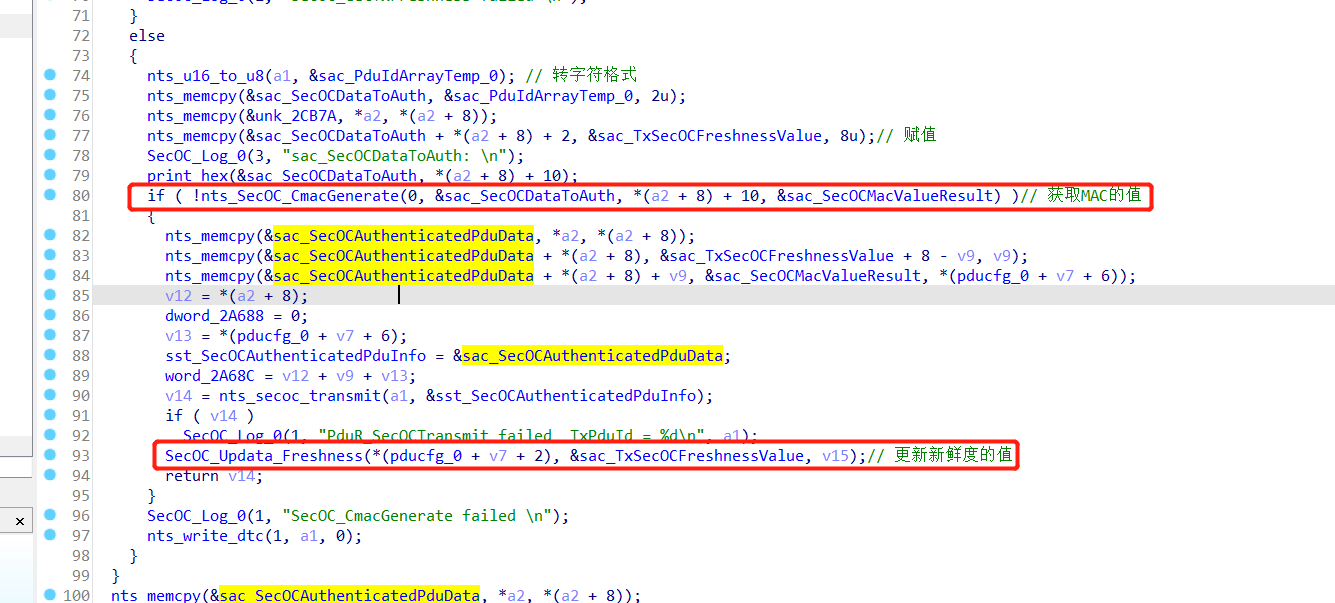 71 }
72 else
73 {
74 nts_u16_to_u8(a1, &sac_PduIdArrayTemp_0); // 转字符格式
75 nts_memcpy(&sac_SecOCDataToAuth, &sac_PduIdArrayTemp_0, 2u);
76 nts_memcpy(&unk_2CB7A, *a2, *(a2 + 8));
77 nts_memcpy(&sac_SecOCDataToAuth + *(a2 + 8) + 2, &sac_TxSecOCFreshnessValue, 8u);// 赋值
78 SecOC_Log_0(3, "sac_SecOCDataToAuth: \n");
79 print_hex(&sac_SecOCDataToAuth, *(a2 + 8) + 10);
80 if ( !nts_SecOC_CmacGenerate(0, &sac_SecOCDataToAuth, *(a2 + 8) + 10, &sac_SecOCMacValueResult) )// 获取MAC的值
81 {
82 nts_memcpy(&sac_SecOCAuthenticatedPduData, *a2, *(a2 + 8));
83 nts_memcpy(&sac_SecOCAuthenticatedPduData + *(a2 + 8), &sac_TxSecOCFreshnessValue + 8 - v9, v9);
84 nts_memcpy(&sac_SecOCAuthenticatedPduData + *(a2 + 8) + v9, &sac_SecOCMacValueResult, *(pducfg_0 + v7 + 6));
85 v12 = *(a2 + 8);
86 dword_2A688 = 0;
87 v13 = *(pducfg_0 + v7 + 6);
88 sst_SecOCAuthenticatedPduInfo = &sac_SecOCAuthenticatedPduData;
89 word_2A68C = v12 + v9 + v13;
90 v14 = nts_secoc_transmit(a1, &sst_SecOCAuthenticatedPduInfo);
91 if ( v14 )
92 SecOC_Log_0(1, "PduR_SecOCTransmit failed TxPduId = %d\n", a1);
93 SecOC_Updata_Freshness(*(pducfg_0 + v7 + 2), &sac_TxSecOCFreshnessValue, v15);// 更新新鲜度的值
94 return v14;
95 }
96 SecOC_Log_0(1, "SecOC_CmacGenerate failed \n");
97 nts_write_dtc(1, a1, 0);
98 }
99 }
100 nts_memcpy(&sac_SecOCAuthenticatedPduData, *a2, *(a2 + 8));